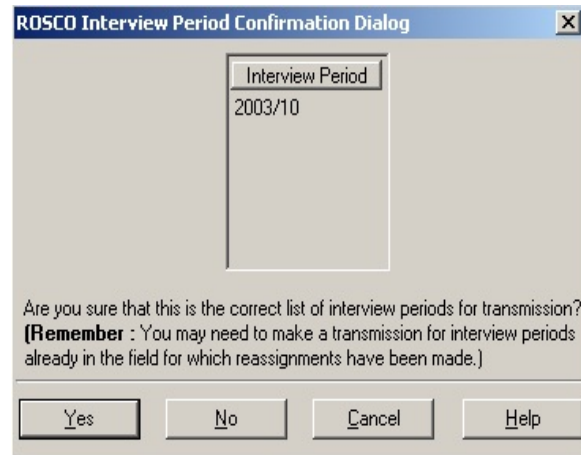 ROSCO Interview Period Confirmation Dialog
Interview Period
2003/10
Are you sure that this is the correct list of interview periods for transmission?
(Remember : You may need to make a transmission for interview periods
already in the field for which reassignments have been made.)
Yes No Cancel Help